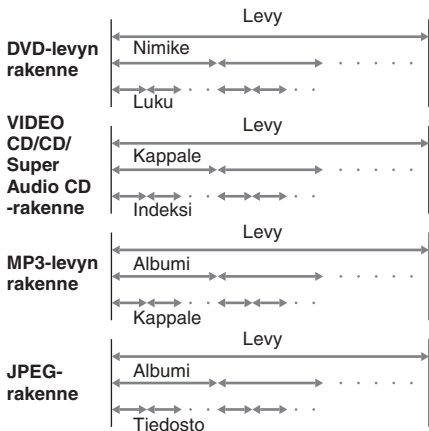 Levy
DVD-levyn
rakenne
Nimike
Luku
VIDEO
CD/CD/
Super
Audio CD
-rakenne
Levy
Kappale
Indeksi
Levy
MP3-levyn
rakenne
Albumi
Kappale
Levy
JPEG-
rakenne
Albumi
Tiedosto